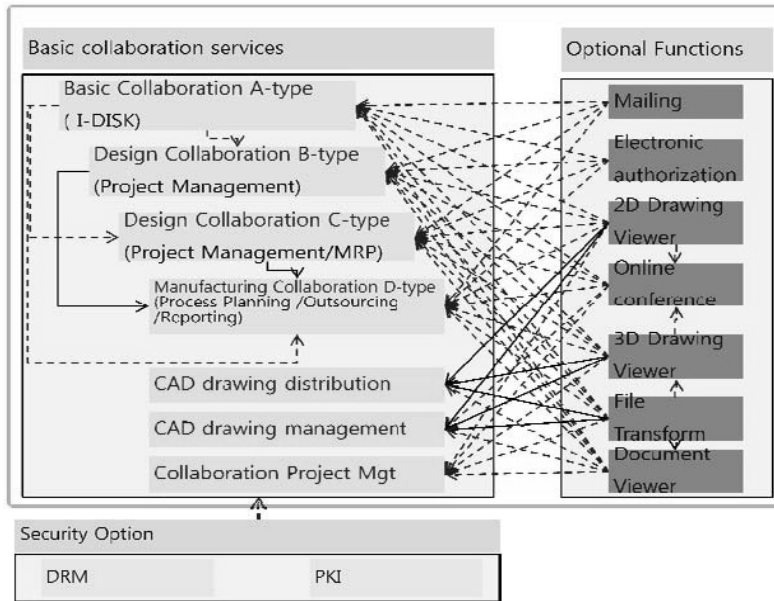 Basic collaboration services
Basic Collaboration A-type
( I-DISK)
Design Collaboration B-type
(Project Management)
Design Collaboration C-type
(Project Management/MRP)
Manufacturing Collaboration D-type
(Process Planning /Outsourcing
/Reporting)
CAD drawing distribution
CAD drawing management
Collaboration Project Mgt
Optional Functions
Mailing
Electronic
authorization
2D Drawing
Viewer
Online
conference
3D Drawing
Viewer
File
Transform
Document
Viewer
Security Option
DRM
PKI